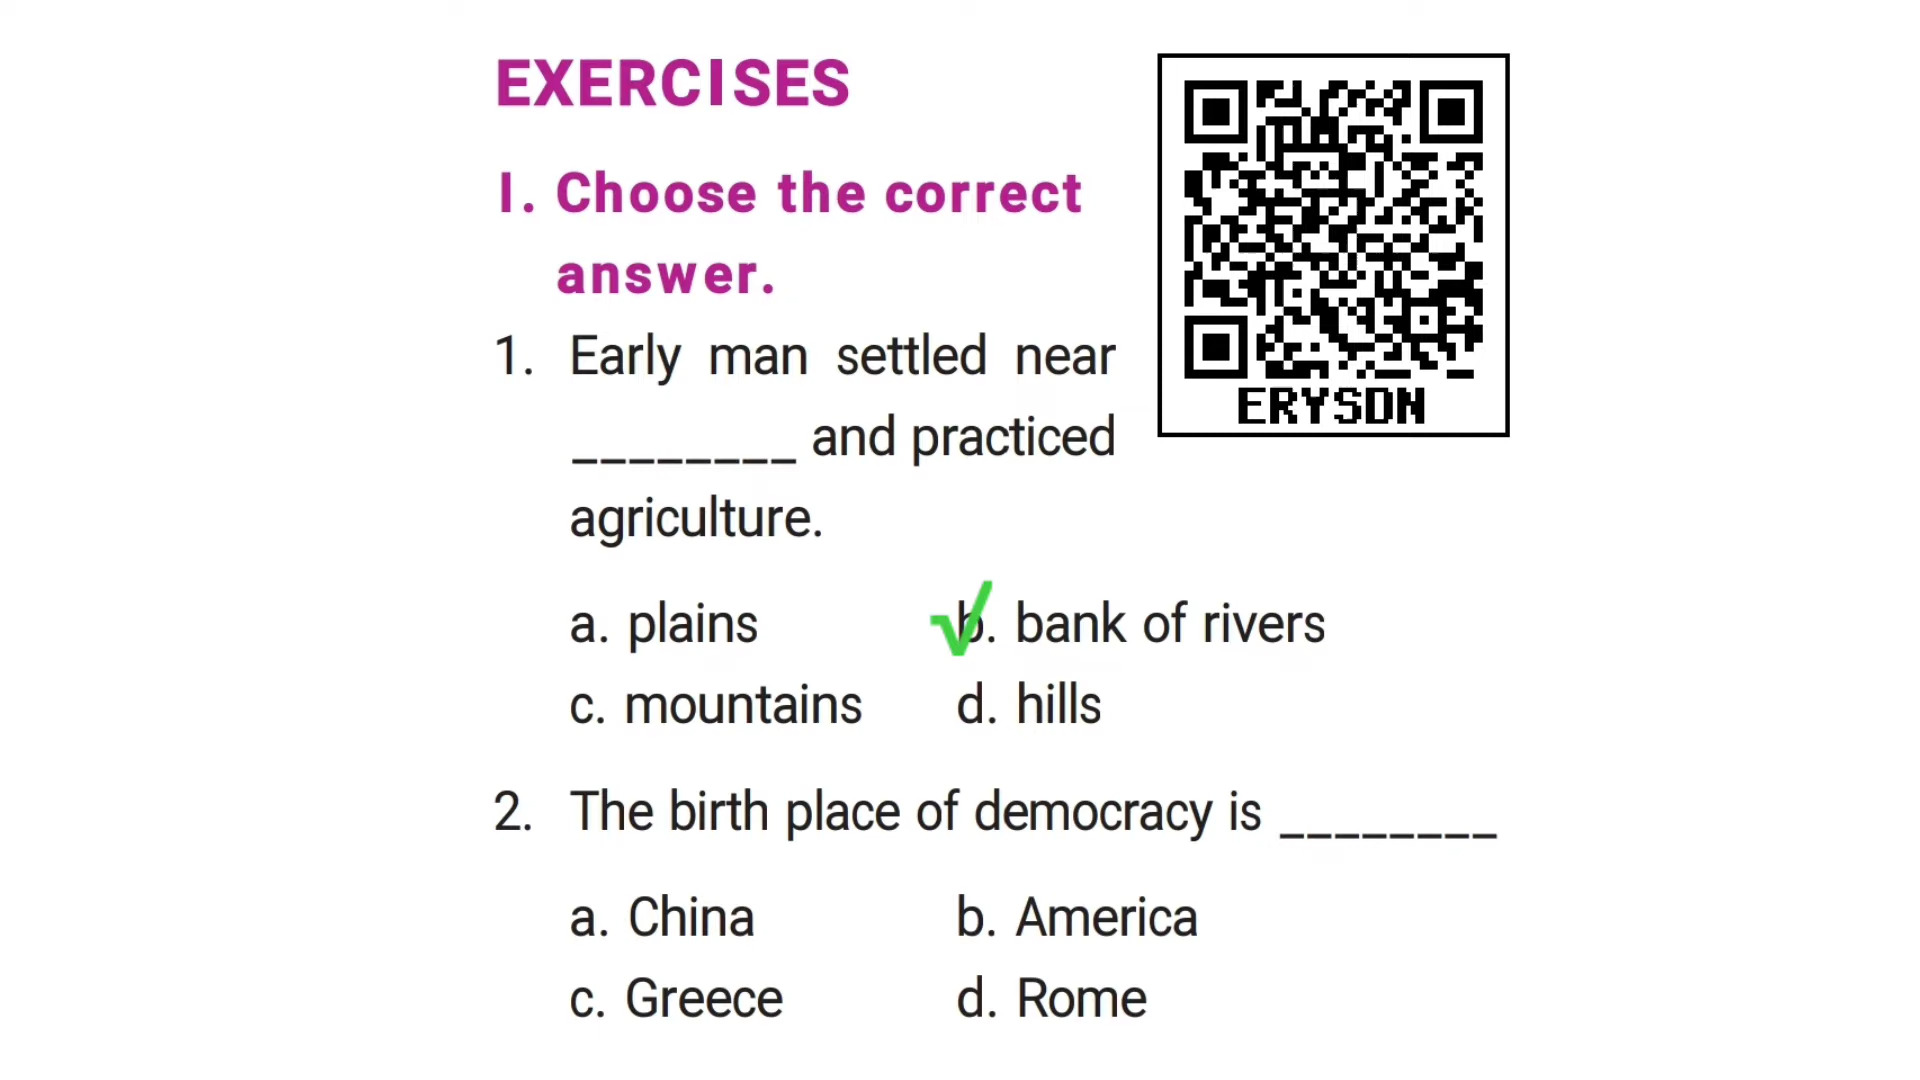 EXERCISES
I. Choose the correct
answer.
1. Early man settled near
________ and practiced
agriculture.
a. plains b. bank of rivers
c. mountains d. hills
2. The birth place of democracy is ________
a. China b. America
c. Greece d. Rome
ERYSDN